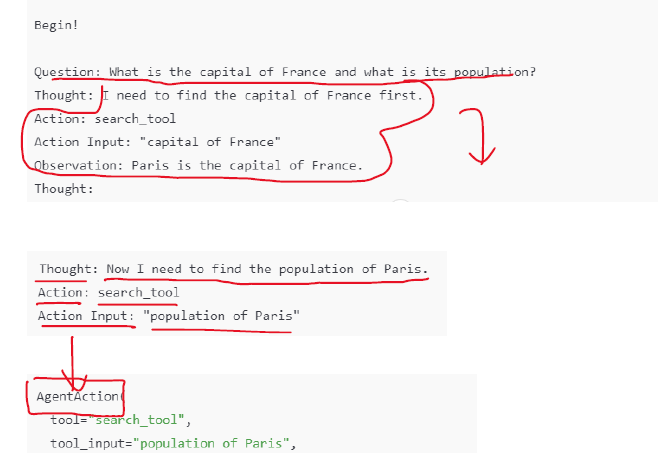 Begin!
Question: What is the capital of France and what is its population?
Thought: I need to find the capital of France first.
Action: search_tool
Action Input: "capital of France"
Observation: Paris is the capital of France.
Thought:
Thought: Now I need to find the population of Paris.
Action: search_tool
Action Input: "population of Paris"
AgentAction(
tool="search_tool",
tool_input="population of Paris",